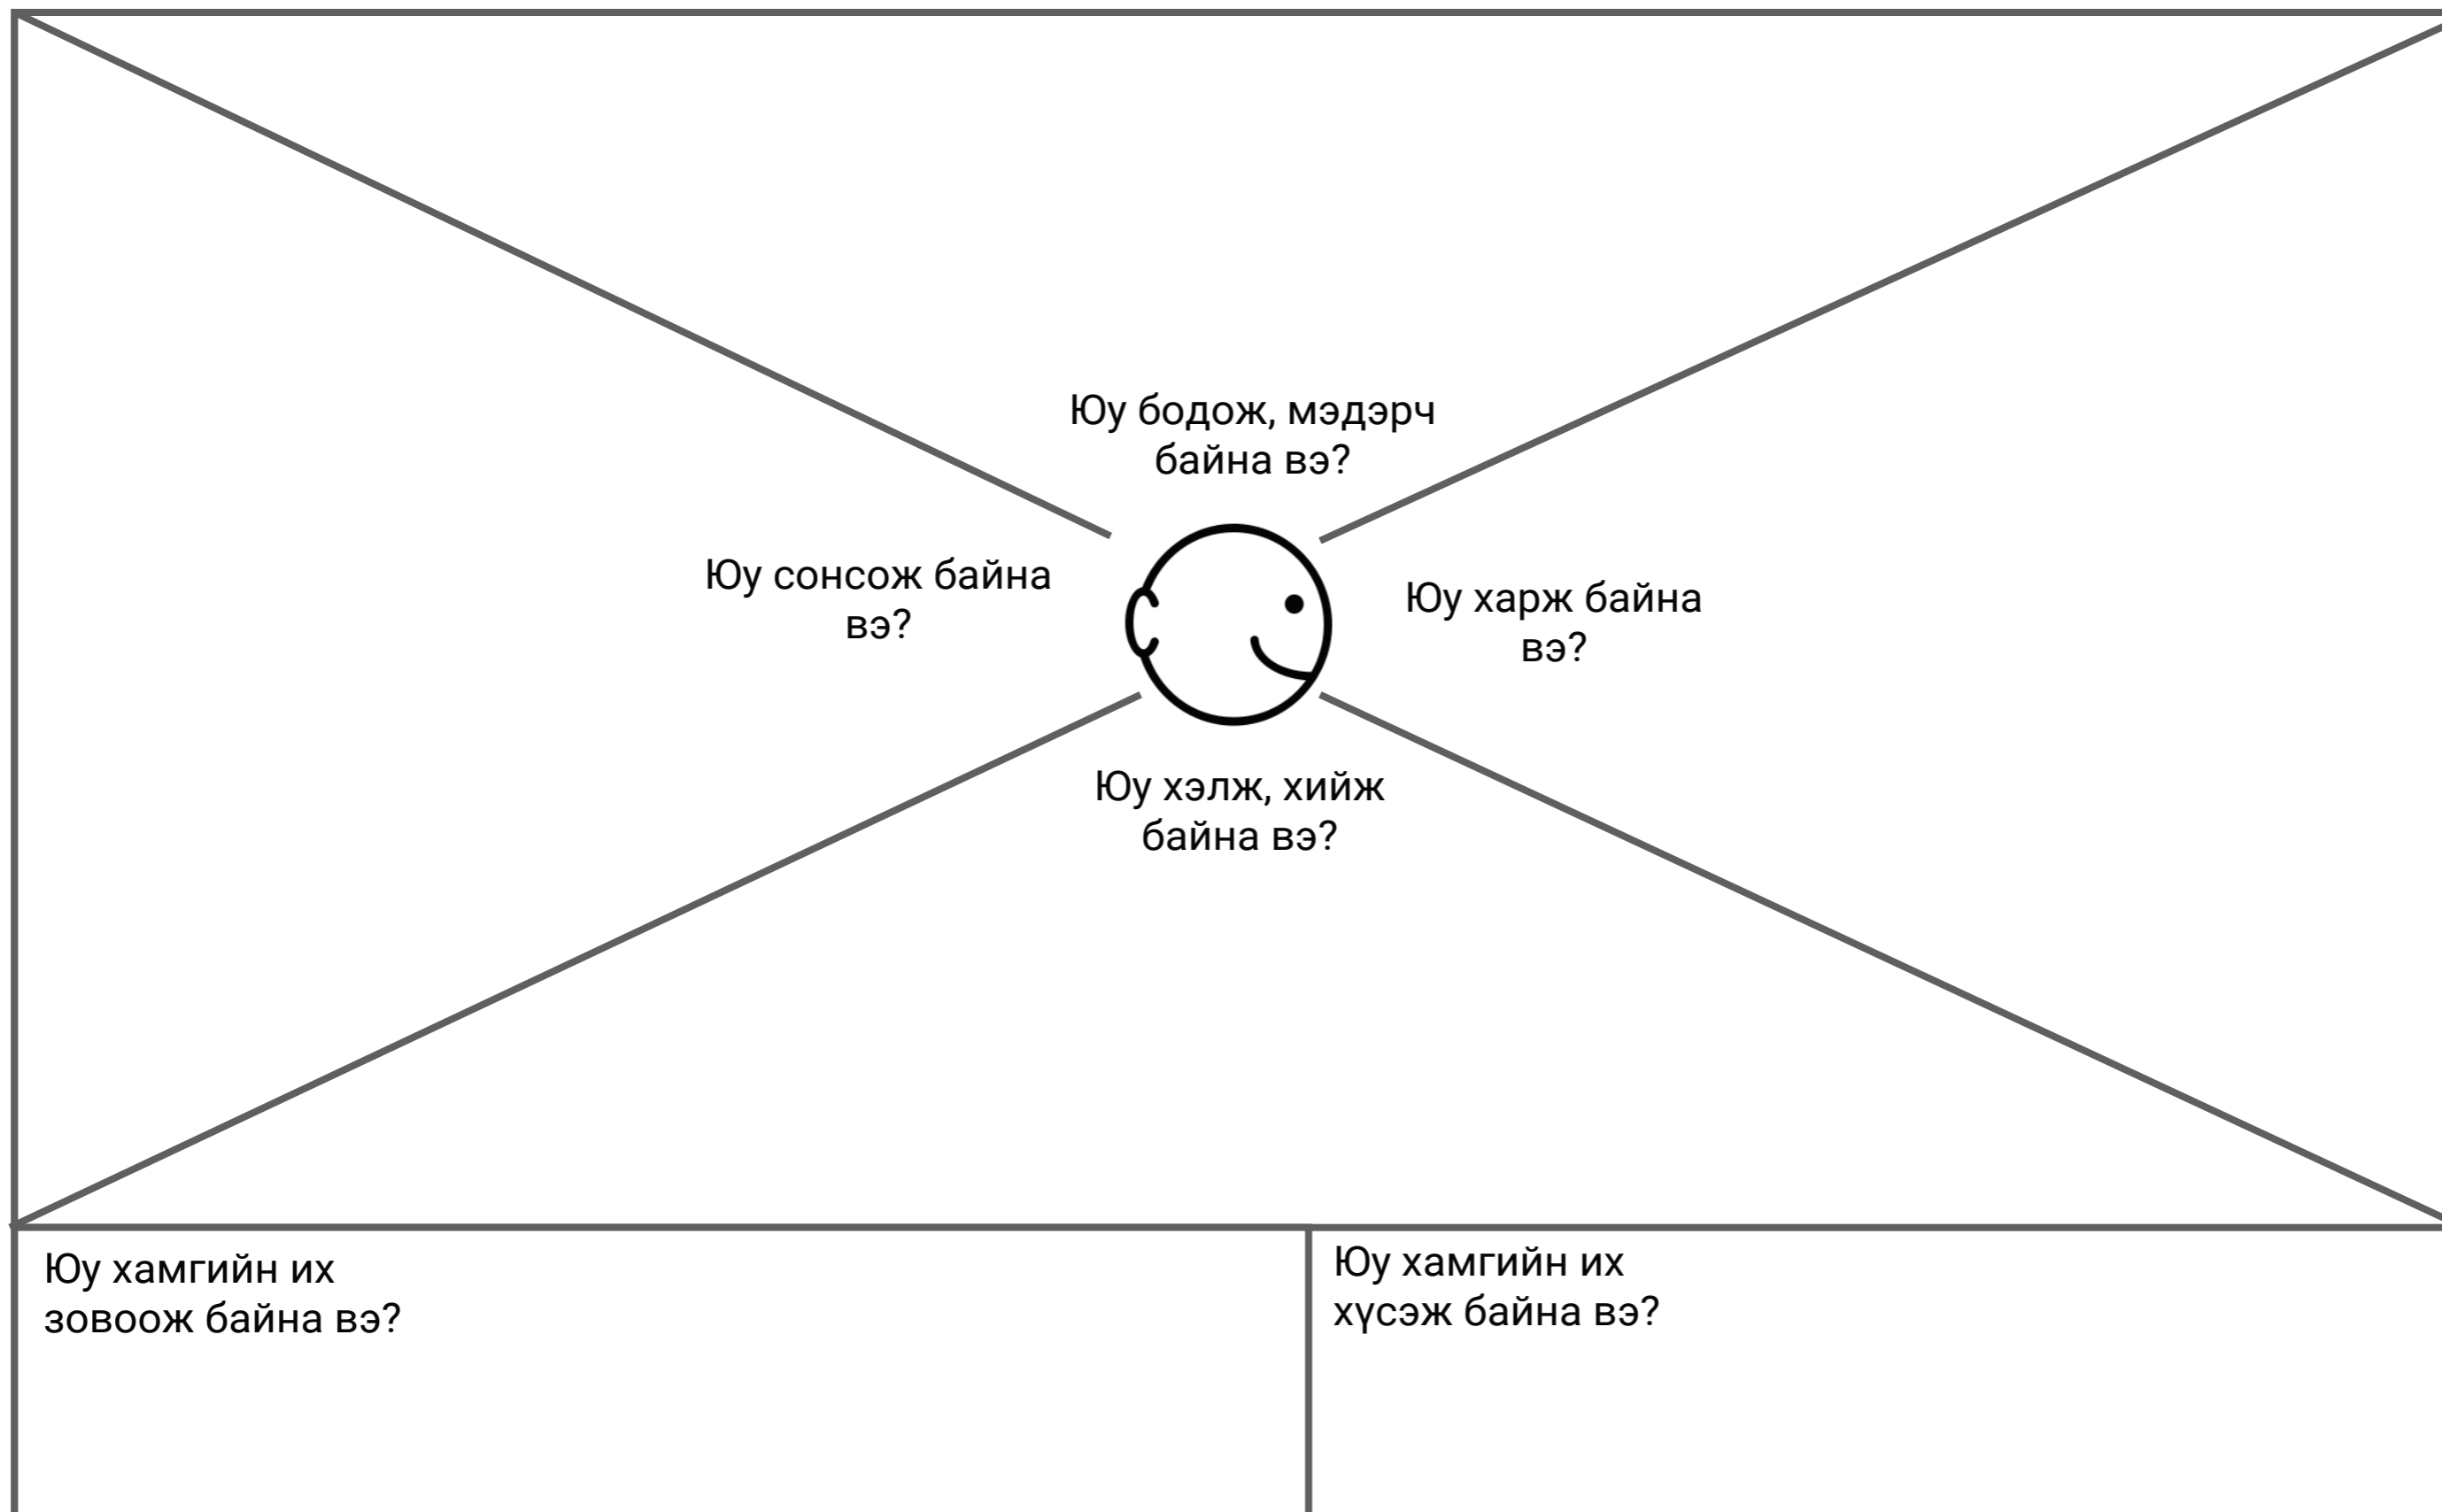 Юу бодож, мэдэрч
байна вэ?
Юу сонсож байна
вэ?
Юу харж байна
вэ?
Юу хэлж, хийж
байна вэ?
Юу хамгийн их
зовоож байна вэ?
Юу хамгийн их
хүсэж байна вэ?